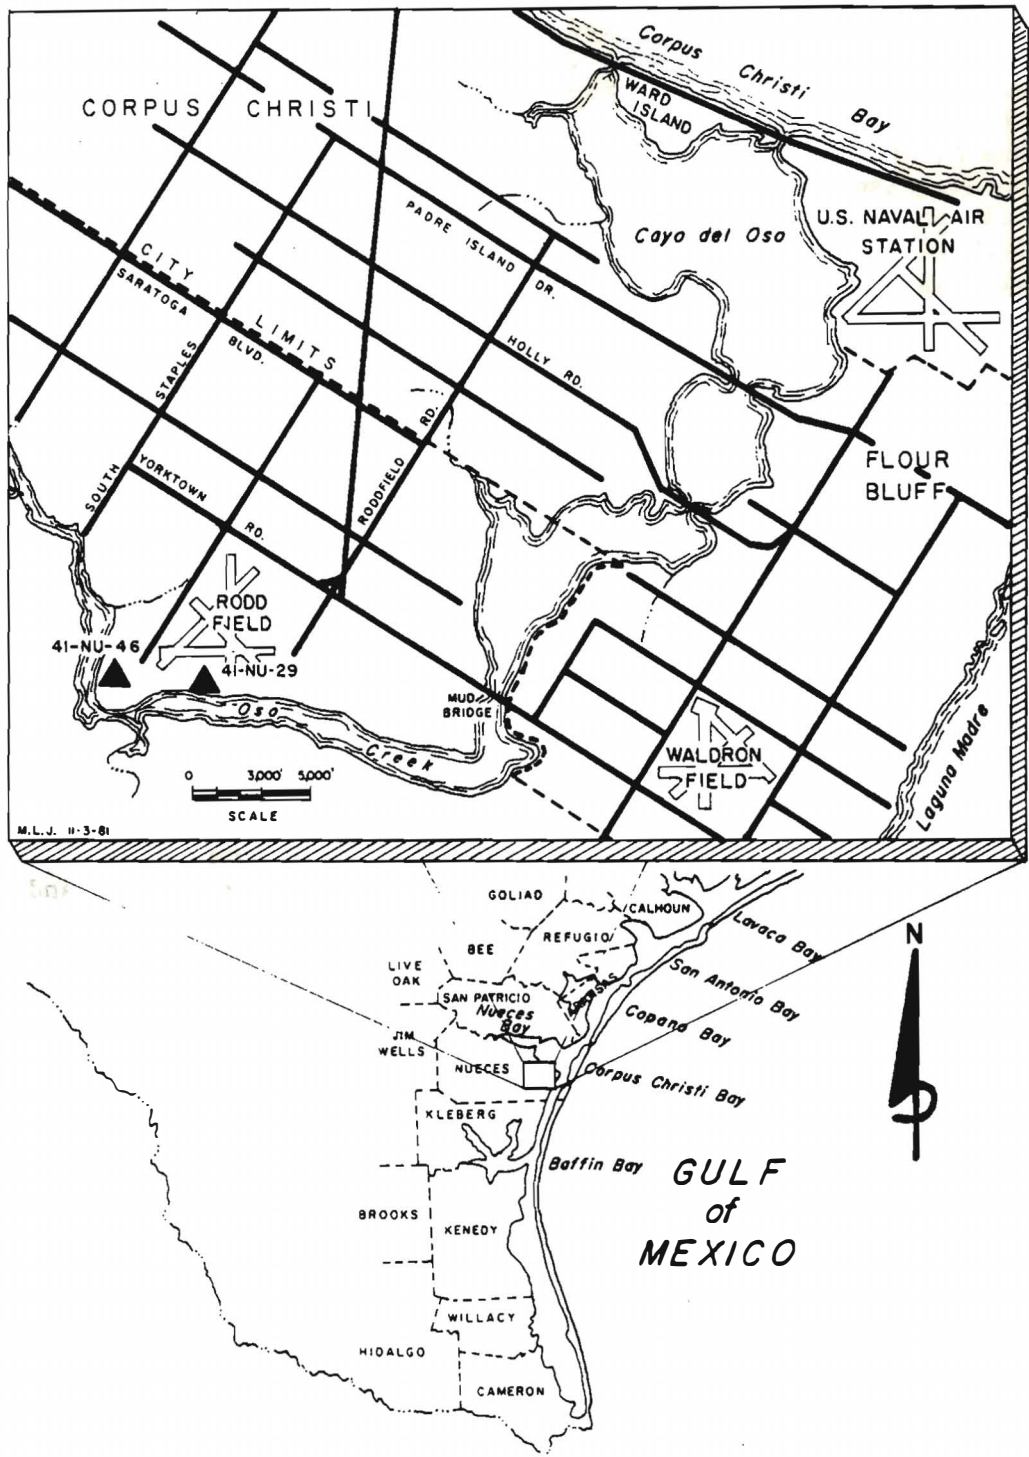 Corpus Christi Bay
WARD
ISLAND
CORPUS CHRISTI
PADRE ISLAND DR.
Cayo del Oso
U.S. NAVAL AIR
STATION
CITY LIMITS
SARATOGA BLVD.
HOLLY RD.
SOUTH STAPLES
RODDFIELD RD.
YORKTOWN RD.
FLOUR
BLUFF
RODD
FIELD
41-NU-46
41-NU-29
MUD
BRIDGE
Oso Creek
WALDRON
FIELD
Laguna Madre
0 3,000' 5,000'
SCALE
M.L.J. 11-3-81
GOLIAD
CALHOUN
REFUGIO
BEE
Lavaca Bay
LIVE
OAK
San Antonio Bay
SAN PATRICIO
ARANSAS
Nueces
Bay
Copano Bay
JIM
WELLS
NUECES
Corpus Christi Bay
KLEBERG
Baffin Bay
N
GULF
of
MEXICO
BROOKS
KENEDY
WILLACY
HIDALGO
CAMERON